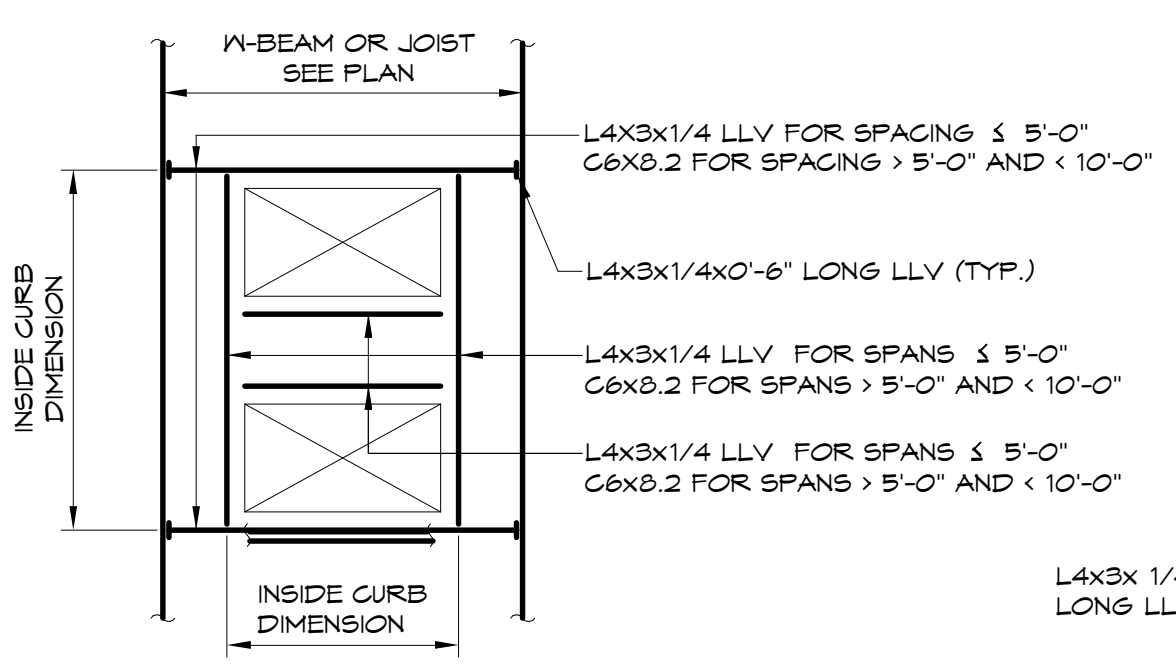 W-BEAM OR JOIST
SEE PLAN
L4X3x1/4 LLV FOR SPACING ≤ 5'-0"
C6X8.2 FOR SPACING > 5'-0" AND < 10'-0"
L4x3x1/4x0'-6" LONG LLV (TYP.)
INSIDE CURB
DIMENSION
L4x3x1/4 LLV FOR SPANS ≤ 5'-0"
C6x8.2 FOR SPANS > 5'-0" AND < 10'-0"
L4x3x1/4 LLV FOR SPANS ≤ 5'-0"
C6x8.2 FOR SPANS > 5'-0" AND < 10'-0"
INSIDE CURB
DIMENSION
L4x3x 1/4
LONG LL